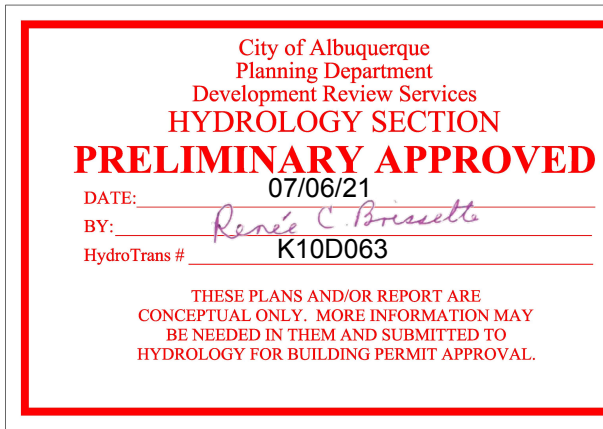 City of Albuquerque
Planning Department
Development Review Services
HYDROLOGY SECTION
PRELIMINARY APPROVED
DATE: 07/06/21
BY: Renée C. Brissette
HydroTrans # K10D063
THESE PLANS AND/OR REPORT ARE
CONCEPTUAL ONLY. MORE INFORMATION MAY
BE NEEDED IN THEM AND SUBMITTED TO
HYDROLOGY FOR BUILDING PERMIT APPROVAL.